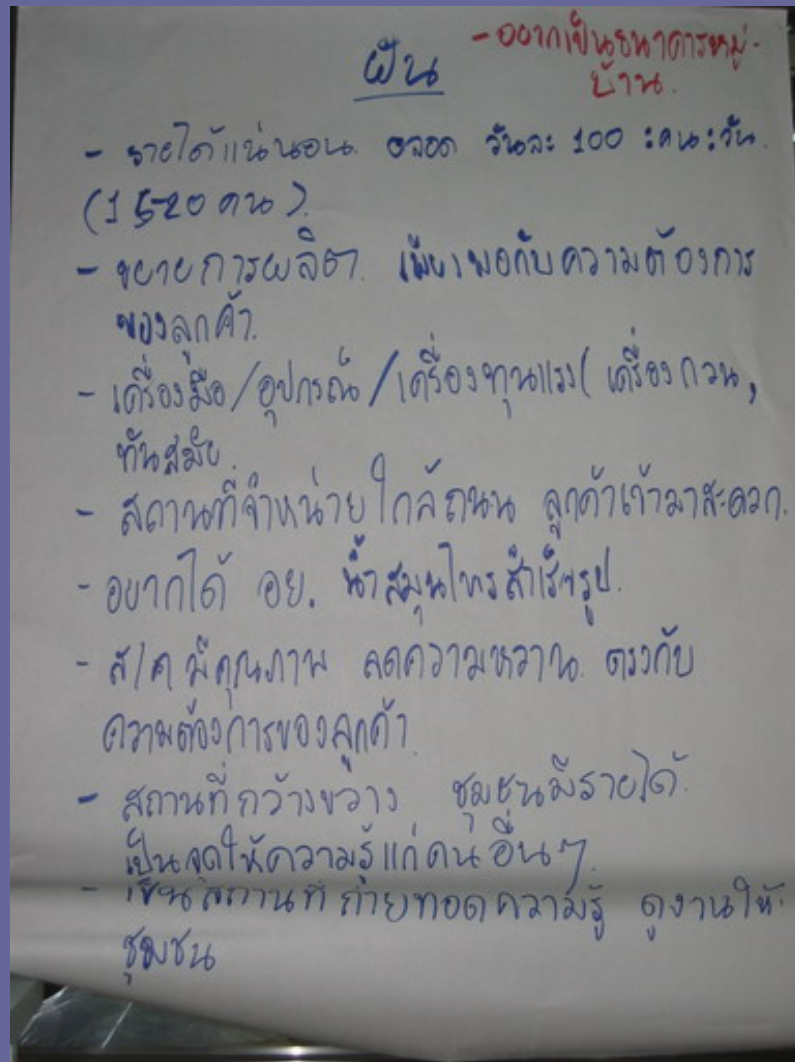 ฝัน
- อยากเป็นธนาคารหมู่-
บ้าน.
- รายได้แน่นอน. ตลอด วันละ 100 :คน:วัน.
(15-20 คน).
- ขยายการผลิต. เพียงพอกับความต้องการ
ของลูกค้า.
- เครื่องมือ/อุปกรณ์/เครื่องทุนแรง( เครื่องกวน,
ทันสมัย.
- สถานที่จำหน่ายใกล้ถนน ลูกค้าเข้ามาสะดวก.
- อยากได้ อย. น้ำสมุนไพรสำเร็จรูป.
- ส/ค มีคุณภาพ ลดความหวาน. ตรงกับ
ความต้องการของลูกค้า.
- สถานที่กว้างขวาง ชุมชนมีรายได้.
เป็นจุดให้ความรู้แก่คนอื่นๆ.
- เป็นสถานที่ถ่ายทอดความรู้ ดูงานให้
ชุมชน